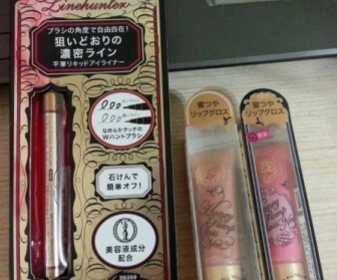 Linehunter
ブラシの角度で自由自在!
狙いどおりの
濃密ライン
平筆リキッドアイライナー
なめらかタッチの
Wハントブラシ
石けんで
簡単オフ!
美容液成分
配合
蜜つや
リップグロス
蜜つや
リップグロス